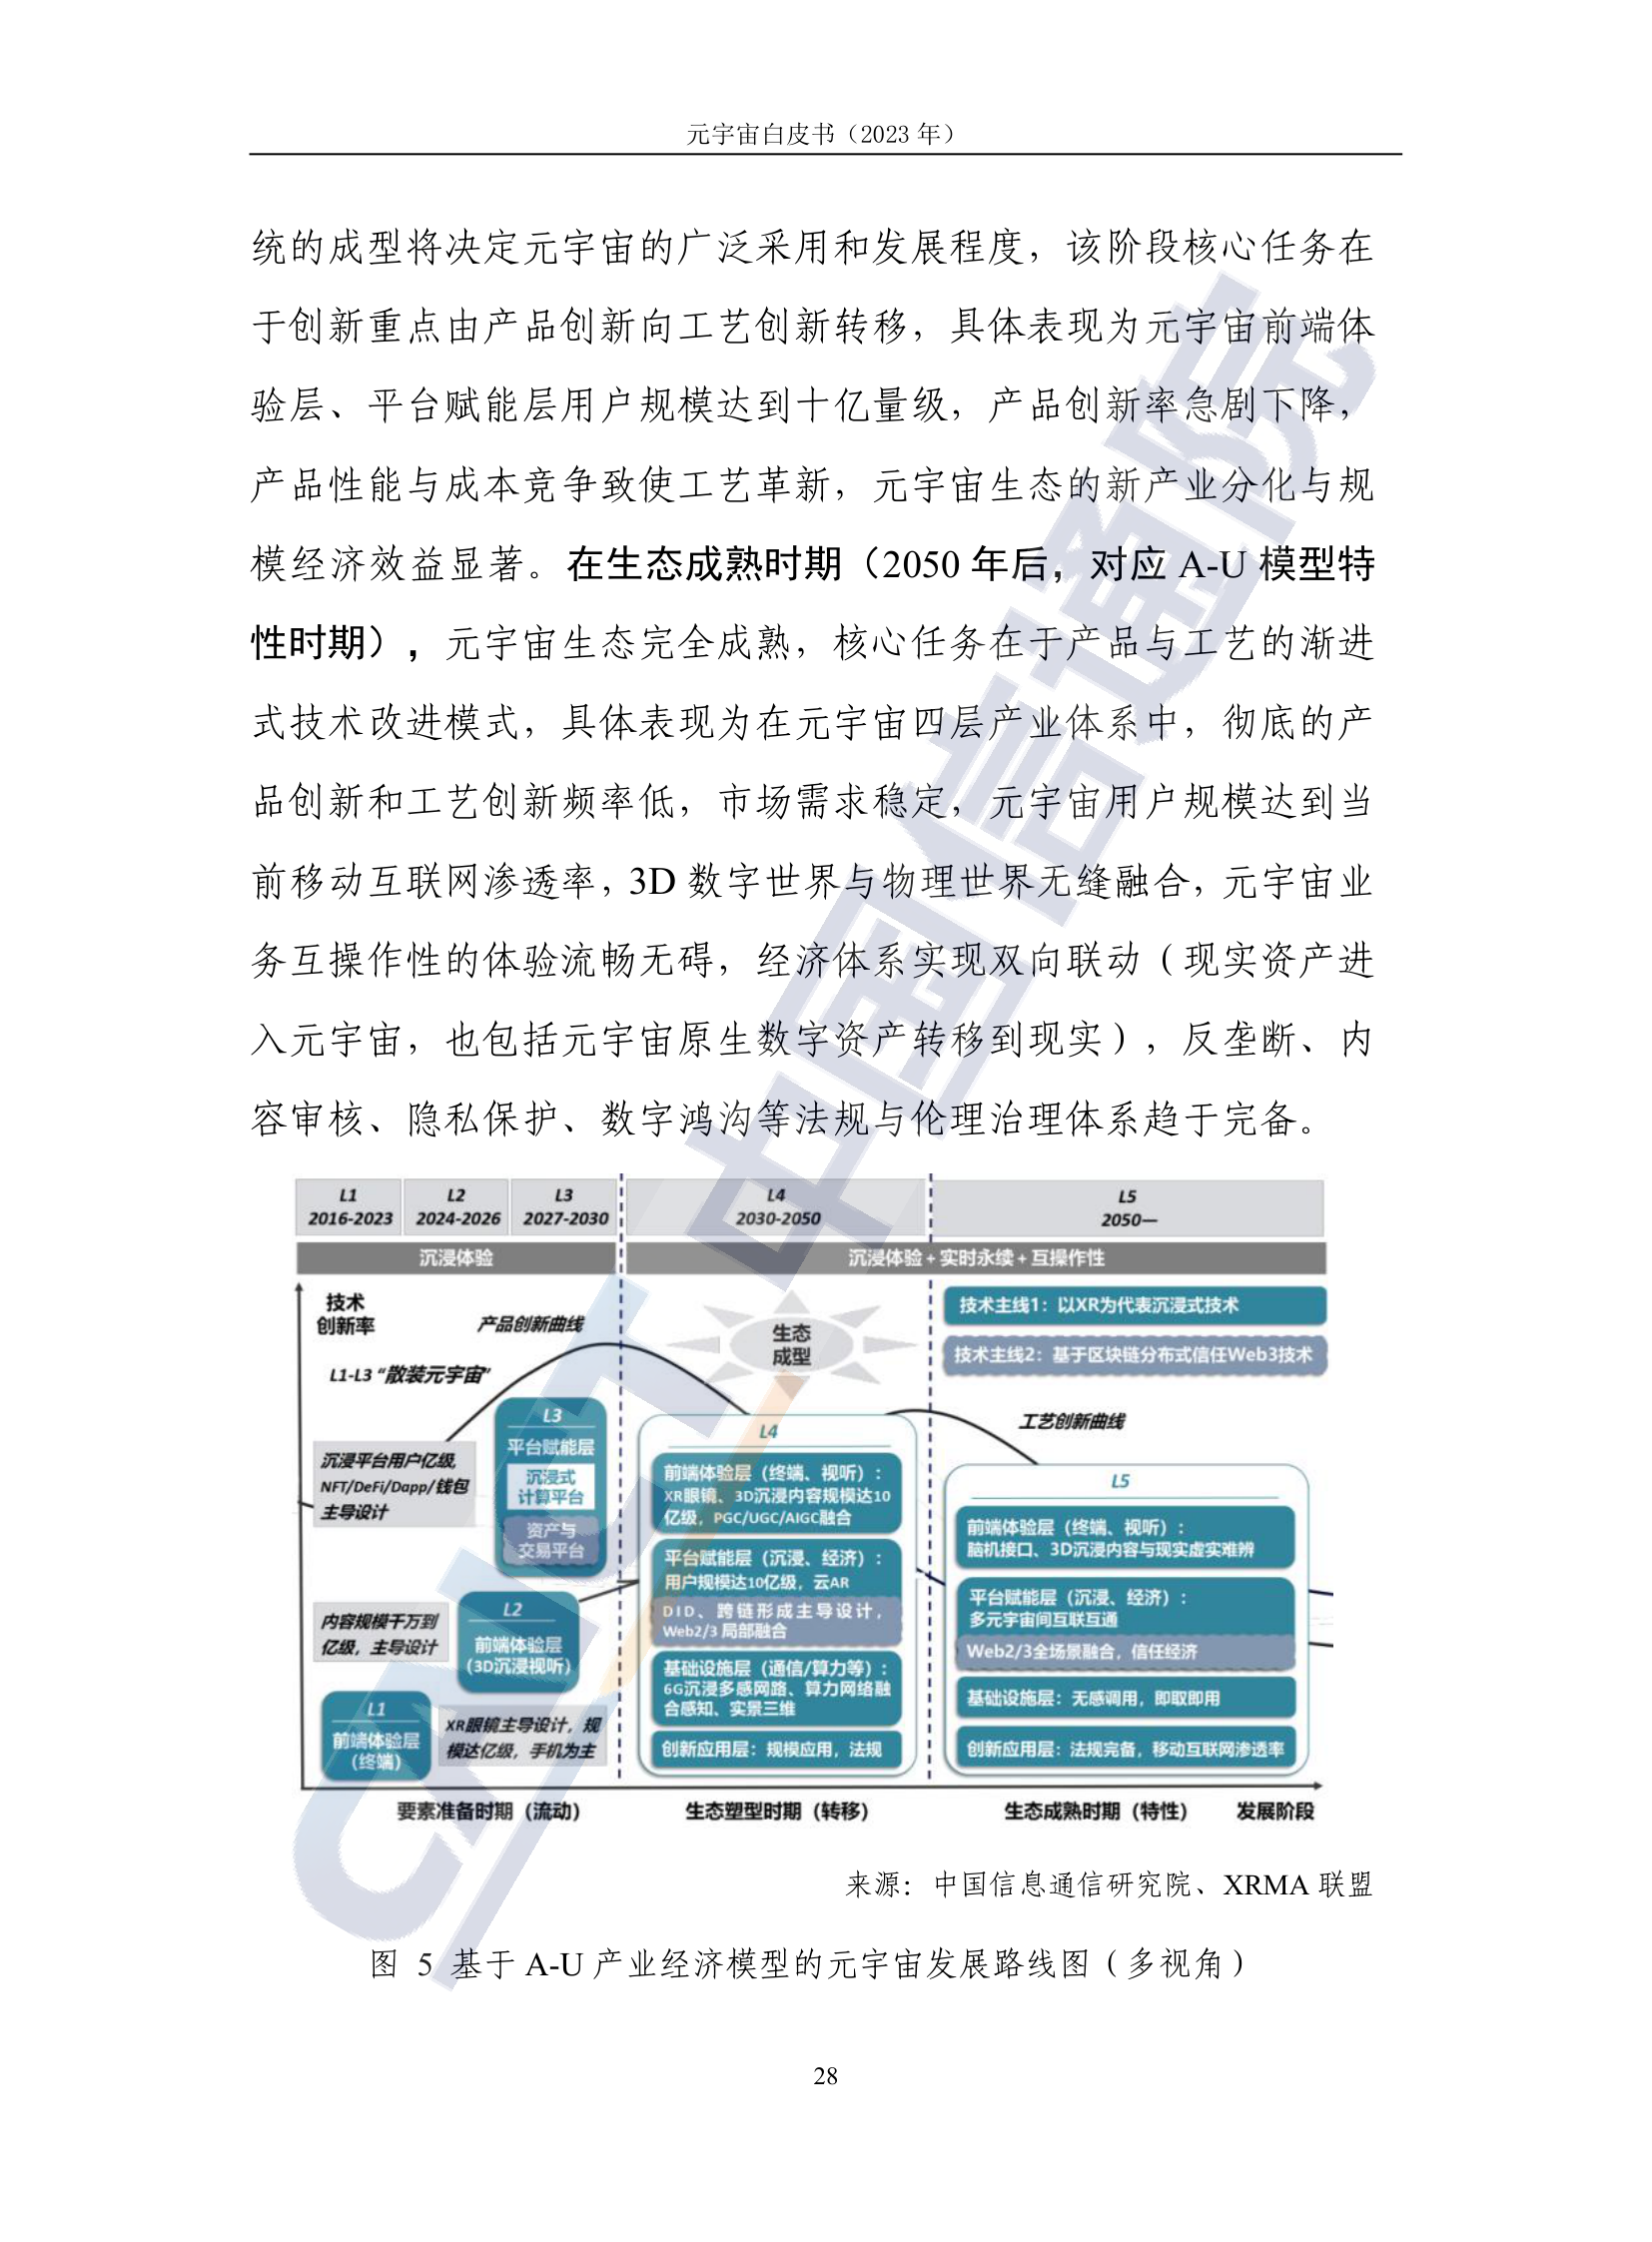 元宇宙白皮书（2023 年）
统的成型将决定元宇宙的广泛采用和发展程度，该阶段核心任务在
于创新重点由产品创新向工艺创新转移，具体表现为元宇宙前端体
验层、平台赋能层用户规模达到十亿量级，产品创新率急剧下降，
产品性能与成本竞争致使工艺革新，元宇宙生态的新产业分化与规
模经济效益显著。在生态成熟时期（2050 年后，对应 A-U 模型特
性时期），元宇宙生态完全成熟，核心任务在于产品与工艺的渐进
式技术改进模式，具体表现为在元宇宙四层产业体系中，彻底的产
品创新和工艺创新频率低，市场需求稳定，元宇宙用户规模达到当
前移动互联网渗透率，3D 数字世界与物理世界无缝融合，元宇宙业
务互操作性的体验流畅无碍，经济体系实现双向联动（现实资产进
入元宇宙，也包括元宇宙原生数字资产转移到现实），反垄断、内
容审核、隐私保护、数字鸿沟等法规与伦理治理体系趋于完备。
L1
2016-2023
L2
2024-2026
L3
2027-2030
L4
2030-2050
L5
2050—
沉浸体验
沉浸体验 + 实时永续 + 互操作性
技术
创新率
产品创新曲线
L1-L3 “散装元宇宙”
生态
成型
技术主线1：以XR为代表沉浸式技术
技术主线2：基于区块链分布式信任Web3技术
工艺创新曲线
沉浸平台用户亿级,
NFT/DeFi/Dapp/钱包
主导设计
L3
平台赋能层
沉浸式
计算平台
资产与
交易平台
内容规模千万到
亿级，主导设计
L2
前端体验层
（3D沉浸视听）
L1
前端体验层
（终端）
XR眼镜主导设计，规
模达亿级，手机为主
L4
前端体验层（终端、视听）：
XR眼镜、3D沉浸内容规模达10
亿级，PGC/UGC/AIGC融合
平台赋能层（沉浸、经济）：
用户规模达10亿级，云AR
DID、跨链形成主导设计，
Web2/3 局部融合
基础设施层（通信/算力等）：
6G沉浸多感网路、算力网络融
合感知、实景三维
创新应用层：规模应用，法规
L5
前端体验层（终端、视听）：
脑机接口、3D沉浸内容与现实虚实难辨
平台赋能层（沉浸、经济）：
多元宇宙间互联互通
Web2/3全场景融合，信任经济
基础设施层：无感调用，即取即用
创新应用层：法规完备，移动互联网渗透率
要素准备时期（流动）
生态塑型时期（转移）
生态成熟时期（特性）
发展阶段
来源：中国信息通信研究院、XRMA 联盟
图 5 基于 A-U 产业经济模型的元宇宙发展路线图（多视角）
28
CAICT 中国信通院